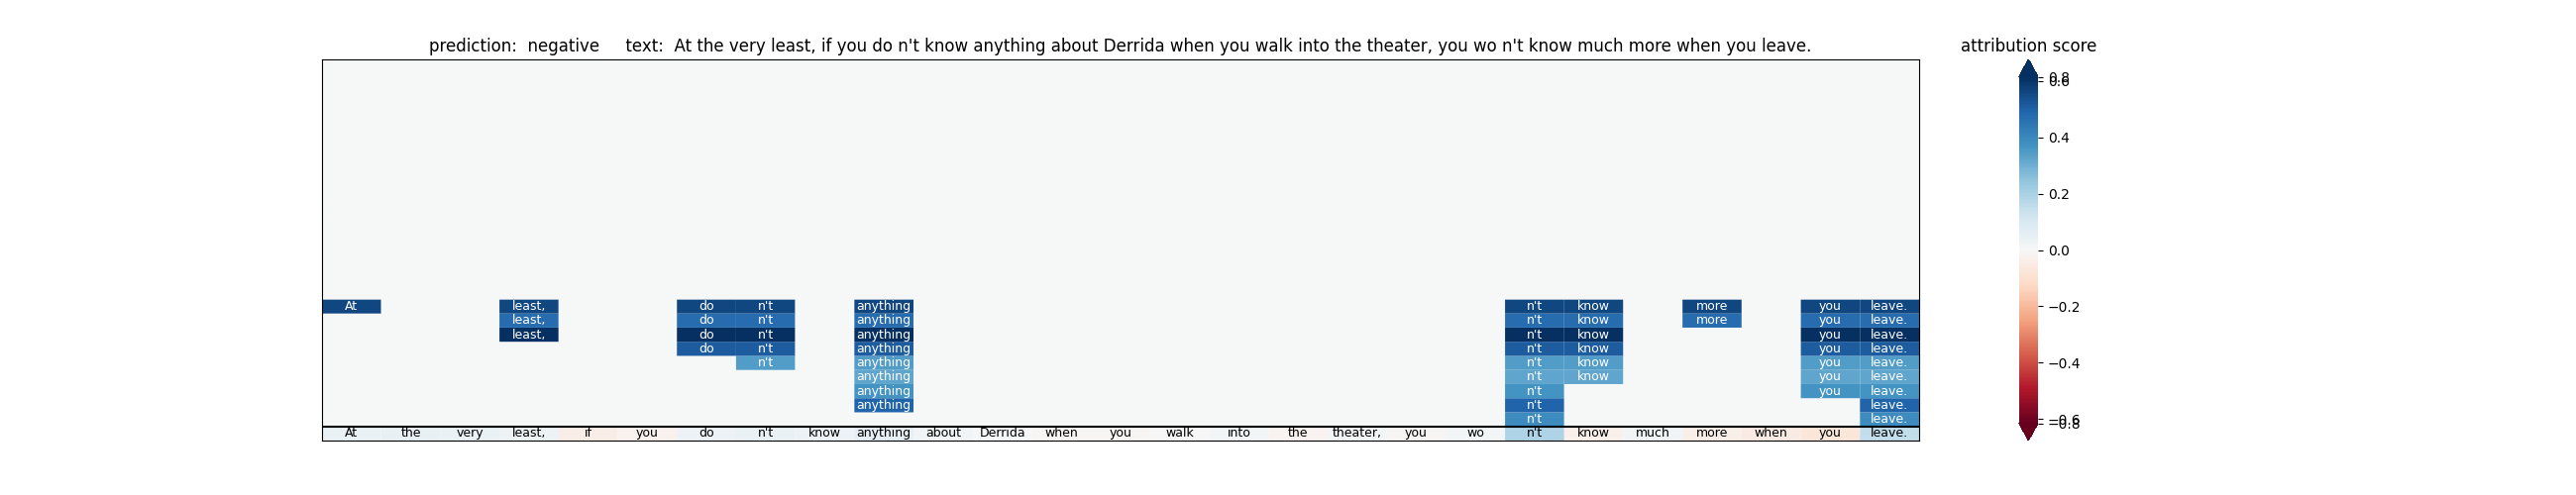 prediction:  negative     text:  At the very least, if you do n't know anything about Derrida when you walk into the theater, you wo n't know much more when you leave.
attribution score
At least, do n't anything n't know more you leave.
least, do n't anything n't know more you leave.
least, do n't anything n't know you leave.
do n't anything n't know you leave.
n't anything n't know you leave.
anything n't know you leave.
anything n't you leave.
anything n't leave.
n't leave.
At the very least, if you do n't know anything about Derrida when you walk into the theater, you wo n't know much more when you leave.
0.8
0.6
0.4
0.2
0.0
−0.2
−0.4
−0.6
−0.8